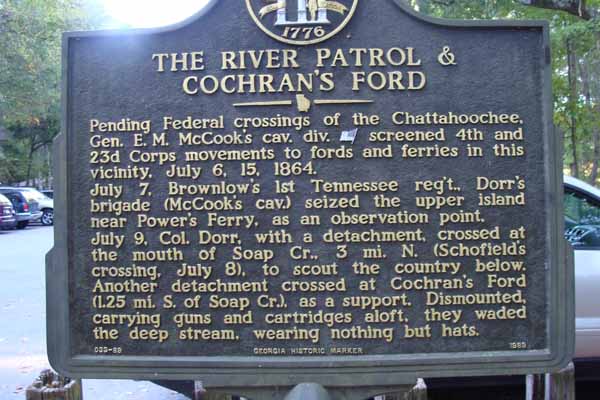 1776
THE RIVER PATROL &
COCHRAN'S FORD
Pending Federal crossings of the Chattahoochee,
Gen. E. M. McCook's cav. div. screened 4th and
23d Corps movements to fords and ferries in this
vicinity, July 6, 15, 1864.
July 7, Brownlow's 1st Tennessee reg't., Dorr's
brigade (McCook's cav.) seized the upper island
near Power's Ferry, as an observation point.
July 9, Col. Dorr, with a detachment, crossed at
the mouth of Soap Cr., 3 mi. N. (Schofield's
crossing, July 8), to scout the country below.
Another detachment crossed at Cochran's Ford
(1.25 mi. S. of Soap Cr.), as a support. Dismounted,
carrying guns and cartridges aloft, they waded
the deep stream, wearing nothing but hats.
GEORGIA HISTORIC MARKER